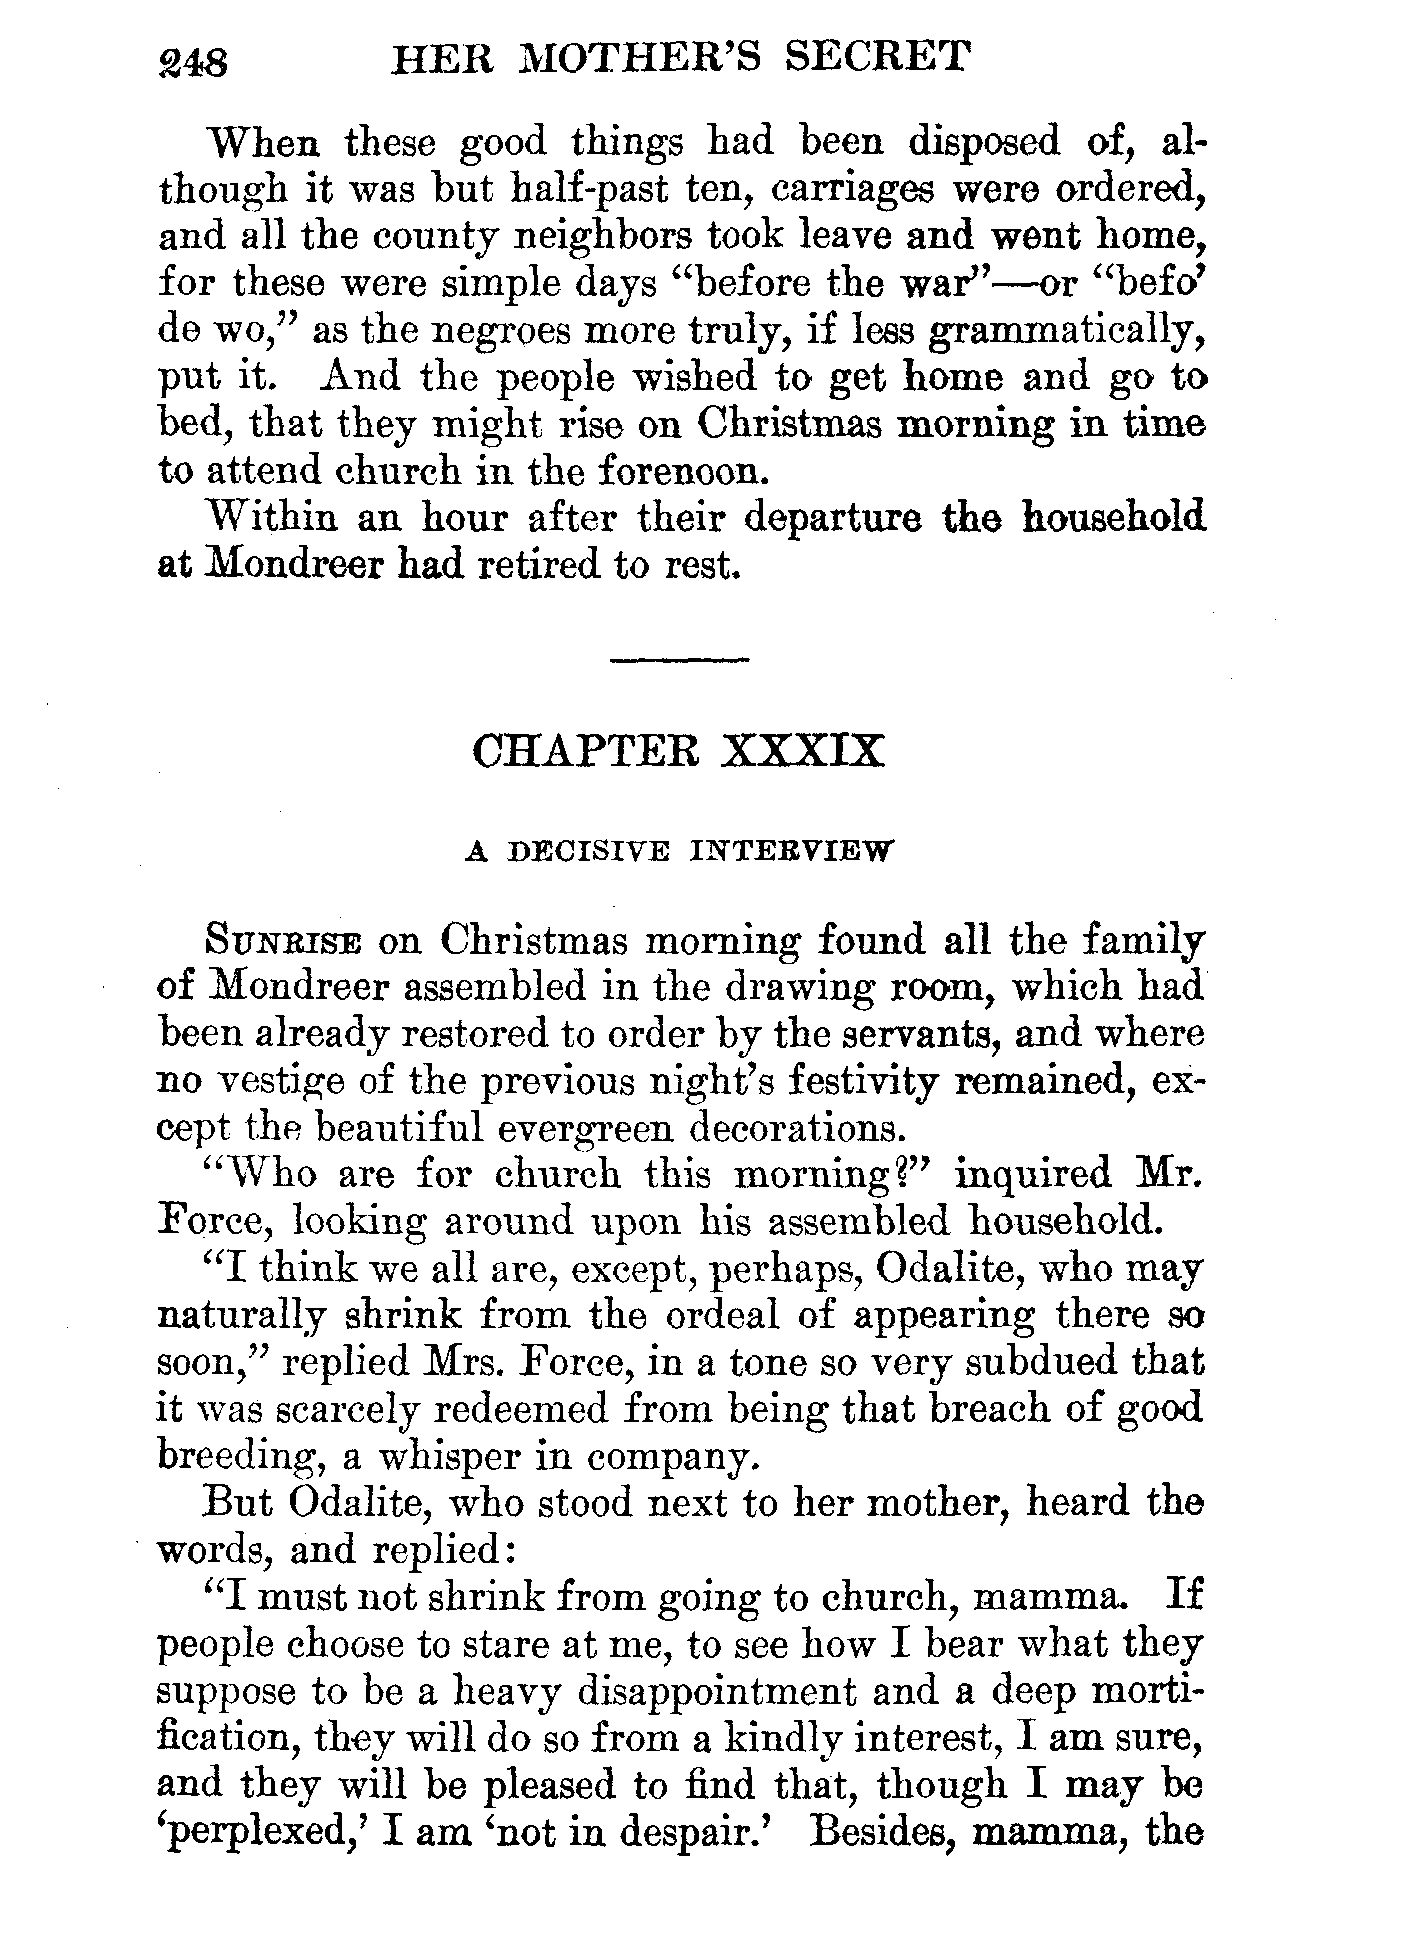 248 HER MOTHER'S SECRET
When these good things had been disposed of, al-
though it was but half-past ten, carriages were ordered,
and all the county neighbors took leave and went home,
for these were simple days “before the war”—or “befo’
de wo,” as the negroes more truly, if less grammatically,
put it. And the people wished to get home and go to
bed, that they might rise on Christmas morning in time
to attend church in the forenoon.
Within an hour after their departure the household
at Mondreer had retired to rest.
CHAPTER XXXIX
A DECISIVE INTERVIEW
SUNRISE on Christmas morning found all the family
of Mondreer assembled in the drawing room, which had
been already restored to order by the servants, and where
no vestige of the previous night’s festivity remained, ex-
cept the beautiful evergreen decorations.
“Who are for church this morning?” inquired Mr.
Force, looking around upon his assembled household.
“I think we all are, except, perhaps, Odalite, who may
naturally shrink from the ordeal of appearing there so
soon,” replied Mrs. Force, in a tone so very subdued that
it was scarcely redeemed from being that breach of good
breeding, a whisper in company.
But Odalite, who stood next to her mother, heard the
words, and replied:
“I must not shrink from going to church, mamma. If
people choose to stare at me, to see how I bear what they
suppose to be a heavy disappointment and a deep morti-
fication, they will do so from a kindly interest, I am sure,
and they will be pleased to find that, though I may be
‘perplexed,’ I am ‘not in despair.’ Besides, mamma, the